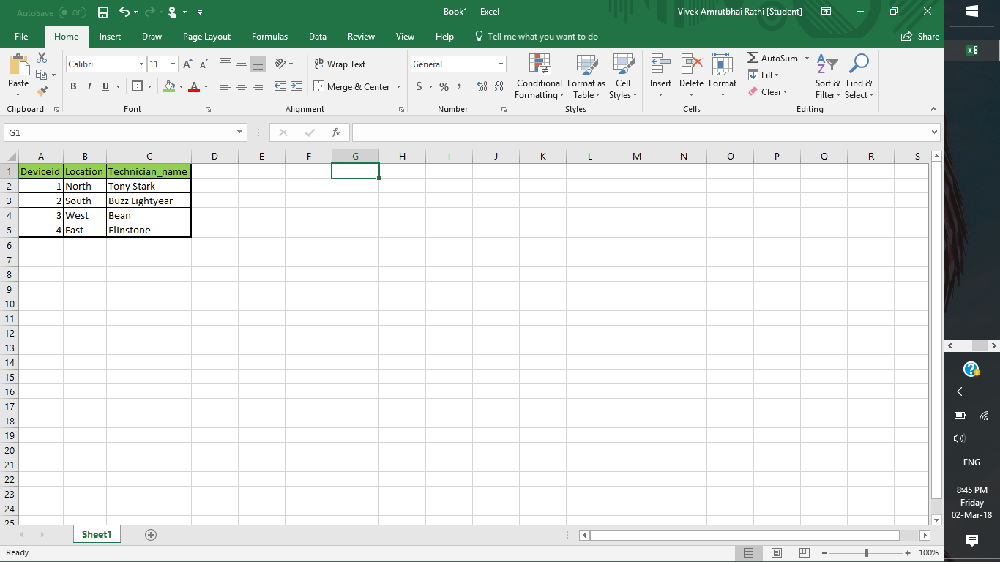 AutoSave Off Book1 - Excel Vivek Amrutbhai Rathi [Student]
File Home Insert Draw Page Layout Formulas Data Review View Help Tell me what you want to do Share
Calibri 11 Wrap Text General AutoSum
Fill
Paste B I U Merge & Center $ % , Conditional Formatting Format as Table Cell Styles Insert Delete Format Clear Sort & Filter Find & Select
Clipboard Font Alignment Number Styles Cells Editing
G1 fx
A B C D E F G H I J K L M N O P Q R S
1 Deviceid Location Technician_name
2 1 North Tony Stark
3 2 South Buzz Lightyear
4 3 West Bean
5 4 East Flinstone
6
7
8
9
10
11
12
13
14
15
16
17
18
19
20
21
22
23
24
25
Sheet1
Ready 100%
ENG
8:45 PM
Friday
02-Mar-18